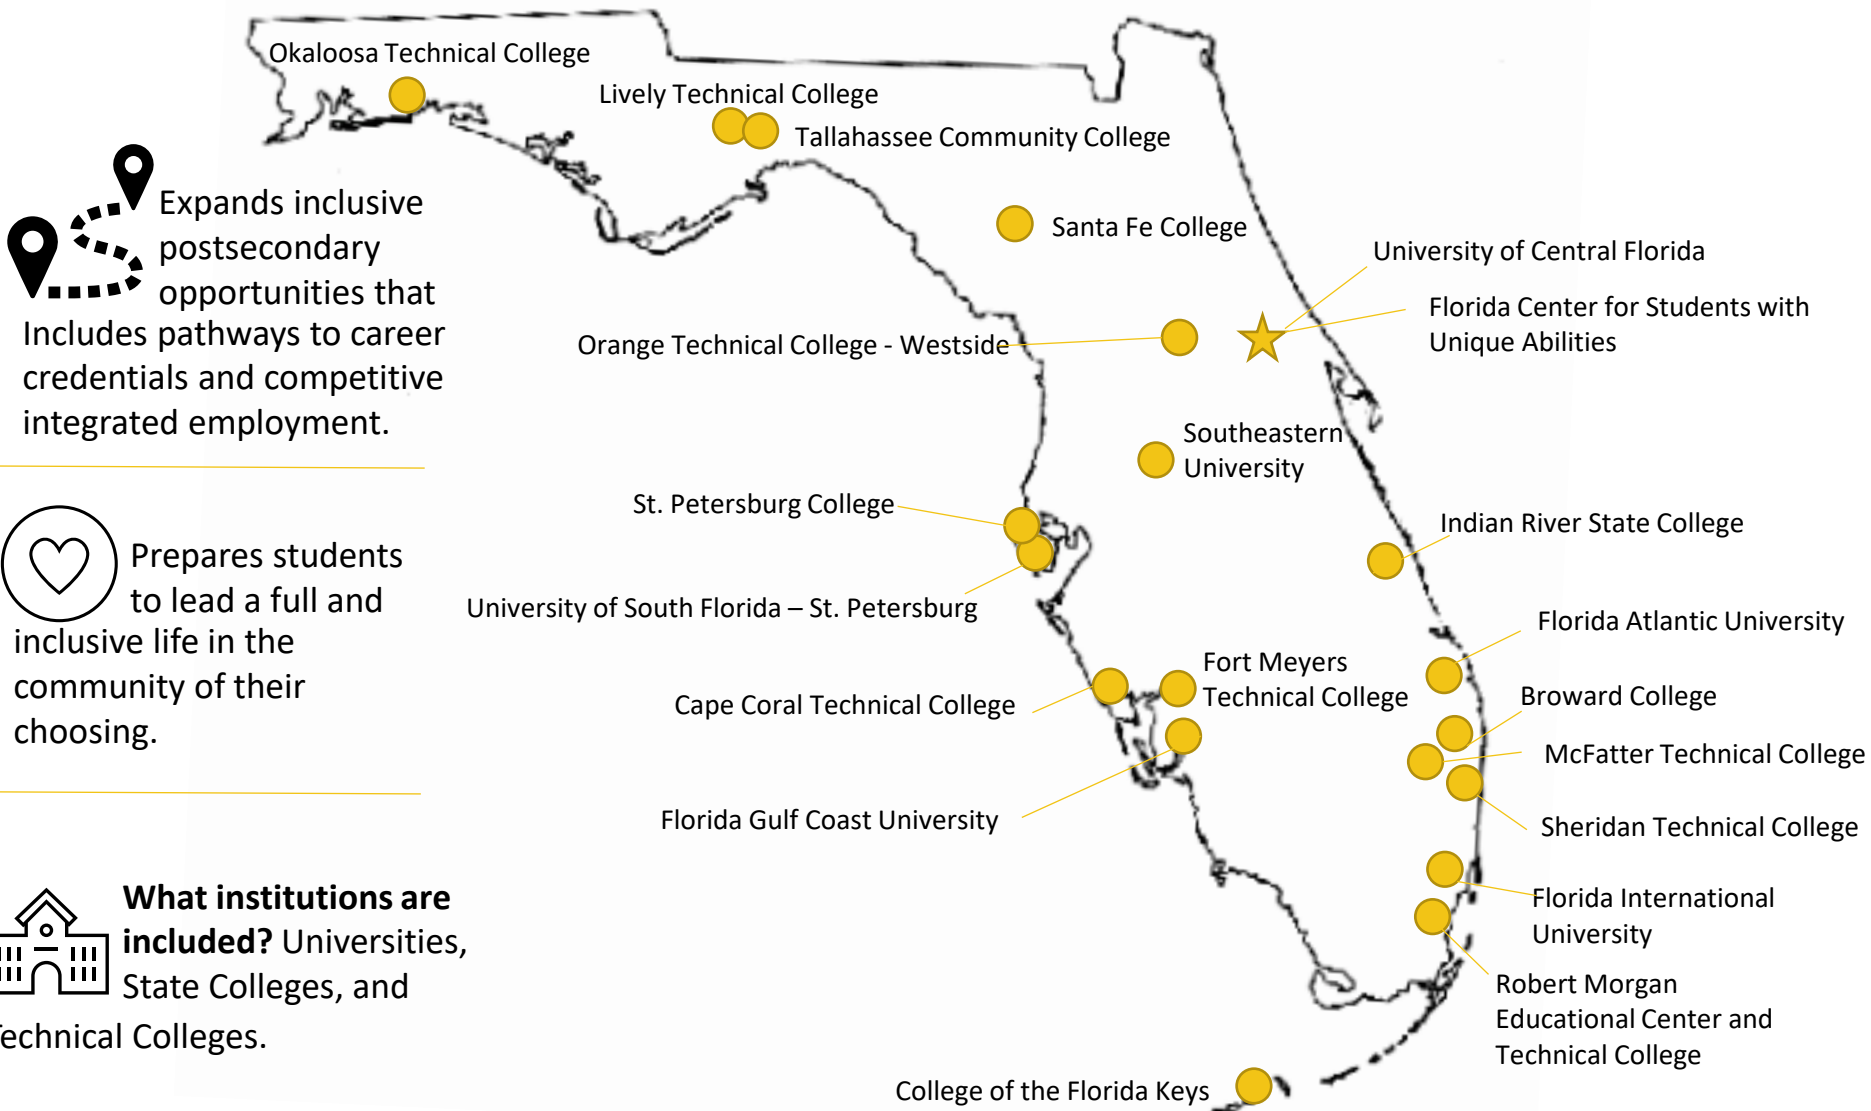 Okaloosa Technical College
Lively Technical College
Tallahassee Community College
Expands inclusive
postsecondary
opportunities that
Includes pathways to career
credentials and competitive
integrated employment.
Santa Fe College
University of Central Florida
Florida Center for Students with
Unique Abilities
Orange Technical College - Westside
Southeastern
University
St. Petersburg College
Indian River State College
Prepares students
to lead a full and
inclusive life in the
community of their
choosing.
University of South Florida – St. Petersburg
Florida Atlantic University
Fort Meyers
Technical College
Cape Coral Technical College
Broward College
McFatter Technical College
Florida Gulf Coast University
Sheridan Technical College
What institutions are
included? Universities,
State Colleges, and
Technical Colleges.
Florida International
University
Robert Morgan
Educational Center and
Technical College
College of the Florida Keys